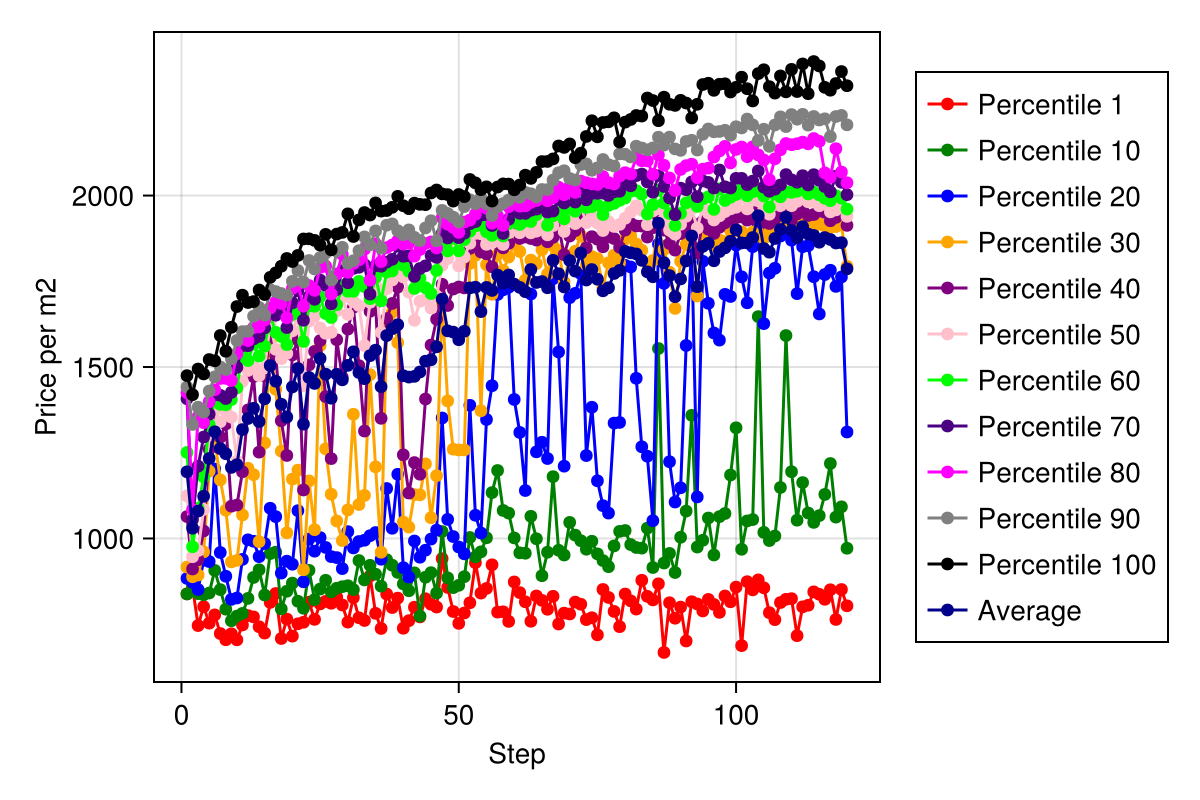 Price per m2
2000
1500
1000
0
50
100
Step
Percentile 1
Percentile 10
Percentile 20
Percentile 30
Percentile 40
Percentile 50
Percentile 60
Percentile 70
Percentile 80
Percentile 90
Percentile 100
Average